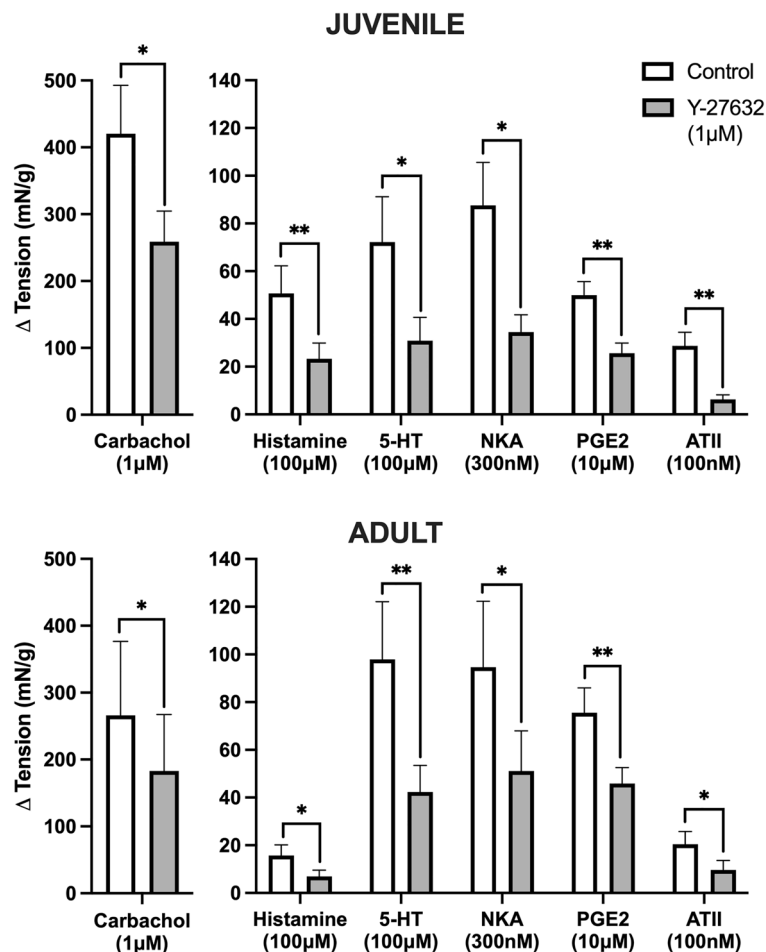 JUVENILE
Control
Y-27632
(1µM)
Δ Tension (mN/g)
500
400
300
200
100
0
*
Carbachol
(1µM)
140
120
100
80
60
40
20
0
**
*
*
**
**
Histamine
(100µM)
5-HT
(100µM)
NKA
(300nM)
PGE2
(10µM)
ATII
(100nM)
ADULT
Δ Tension (mN/g)
500
400
300
200
100
0
*
Carbachol
(1µM)
140
120
100
80
60
40
20
0
*
**
*
**
*
Histamine
(100µM)
5-HT
(100µM)
NKA
(300nM)
PGE2
(10µM)
ATII
(100nM)